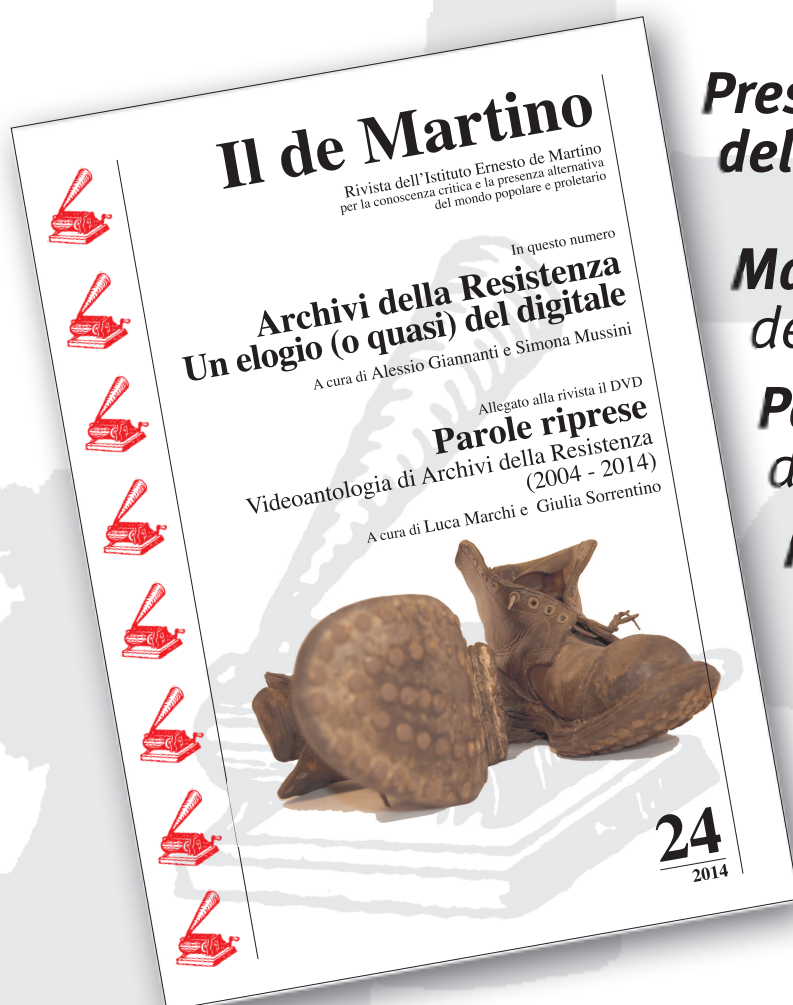 Il de Martino
Rivista dell'Istituto Ernesto de Martino
per la conoscenza critica e la presenza alternativa
del mondo popolare e proletario
In questo numero
Archivi della Resistenza
Un elogio (o quasi) del digitale
A cura di Alessio Giannanti e Simona Mussini
Allegato alla rivista il DVD
Parole riprese
Videoantologia di Archivi della Resistenza
(2004 - 2014)
A cura di Luca Marchi e Giulia Sorrentino
24
2014